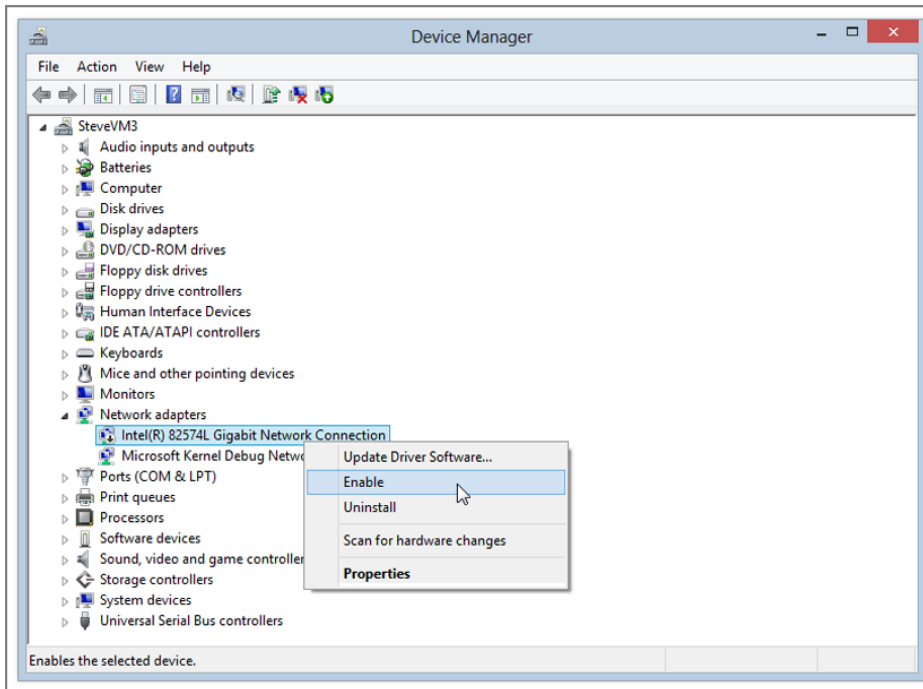 Device Manager
File Action View Help
SteveVM3
Audio inputs and outputs
Batteries
Computer
Disk drives
Display adapters
DVD/CD-ROM drives
Floppy disk drives
Floppy drive controllers
Human Interface Devices
IDE ATA/ATAPI controllers
Keyboards
Mice and other pointing devices
Monitors
Network adapters
Intel(R) 82574L Gigabit Network Connection
Microsoft Kernel Debug Netwo
Ports (COM & LPT)
Print queues
Processors
Software devices
Sound, video and game controller
Storage controllers
System devices
Universal Serial Bus controllers
Update Driver Software...
Enable
Uninstall
Scan for hardware changes
Properties
Enables the selected device.